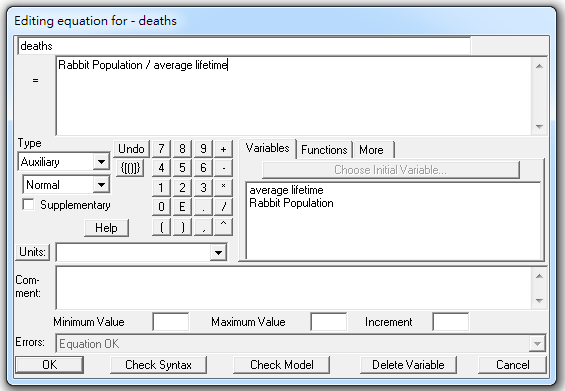 Editing equation for - deaths
deaths
= Rabbit Population / average lifetime
Type Undo 7 8 9 + Variables Functions More
Auxiliary {[()]} 4 5 6 - Choose Initial Variable...
Normal 1 2 3 * average lifetime
Supplementary 0 E . / Rabbit Population
Help ( ) , ^
Units:
Com-
ment:
Minimum Value Maximum Value Increment
Errors: Equation OK
OK Check Syntax Check Model Delete Variable Cancel